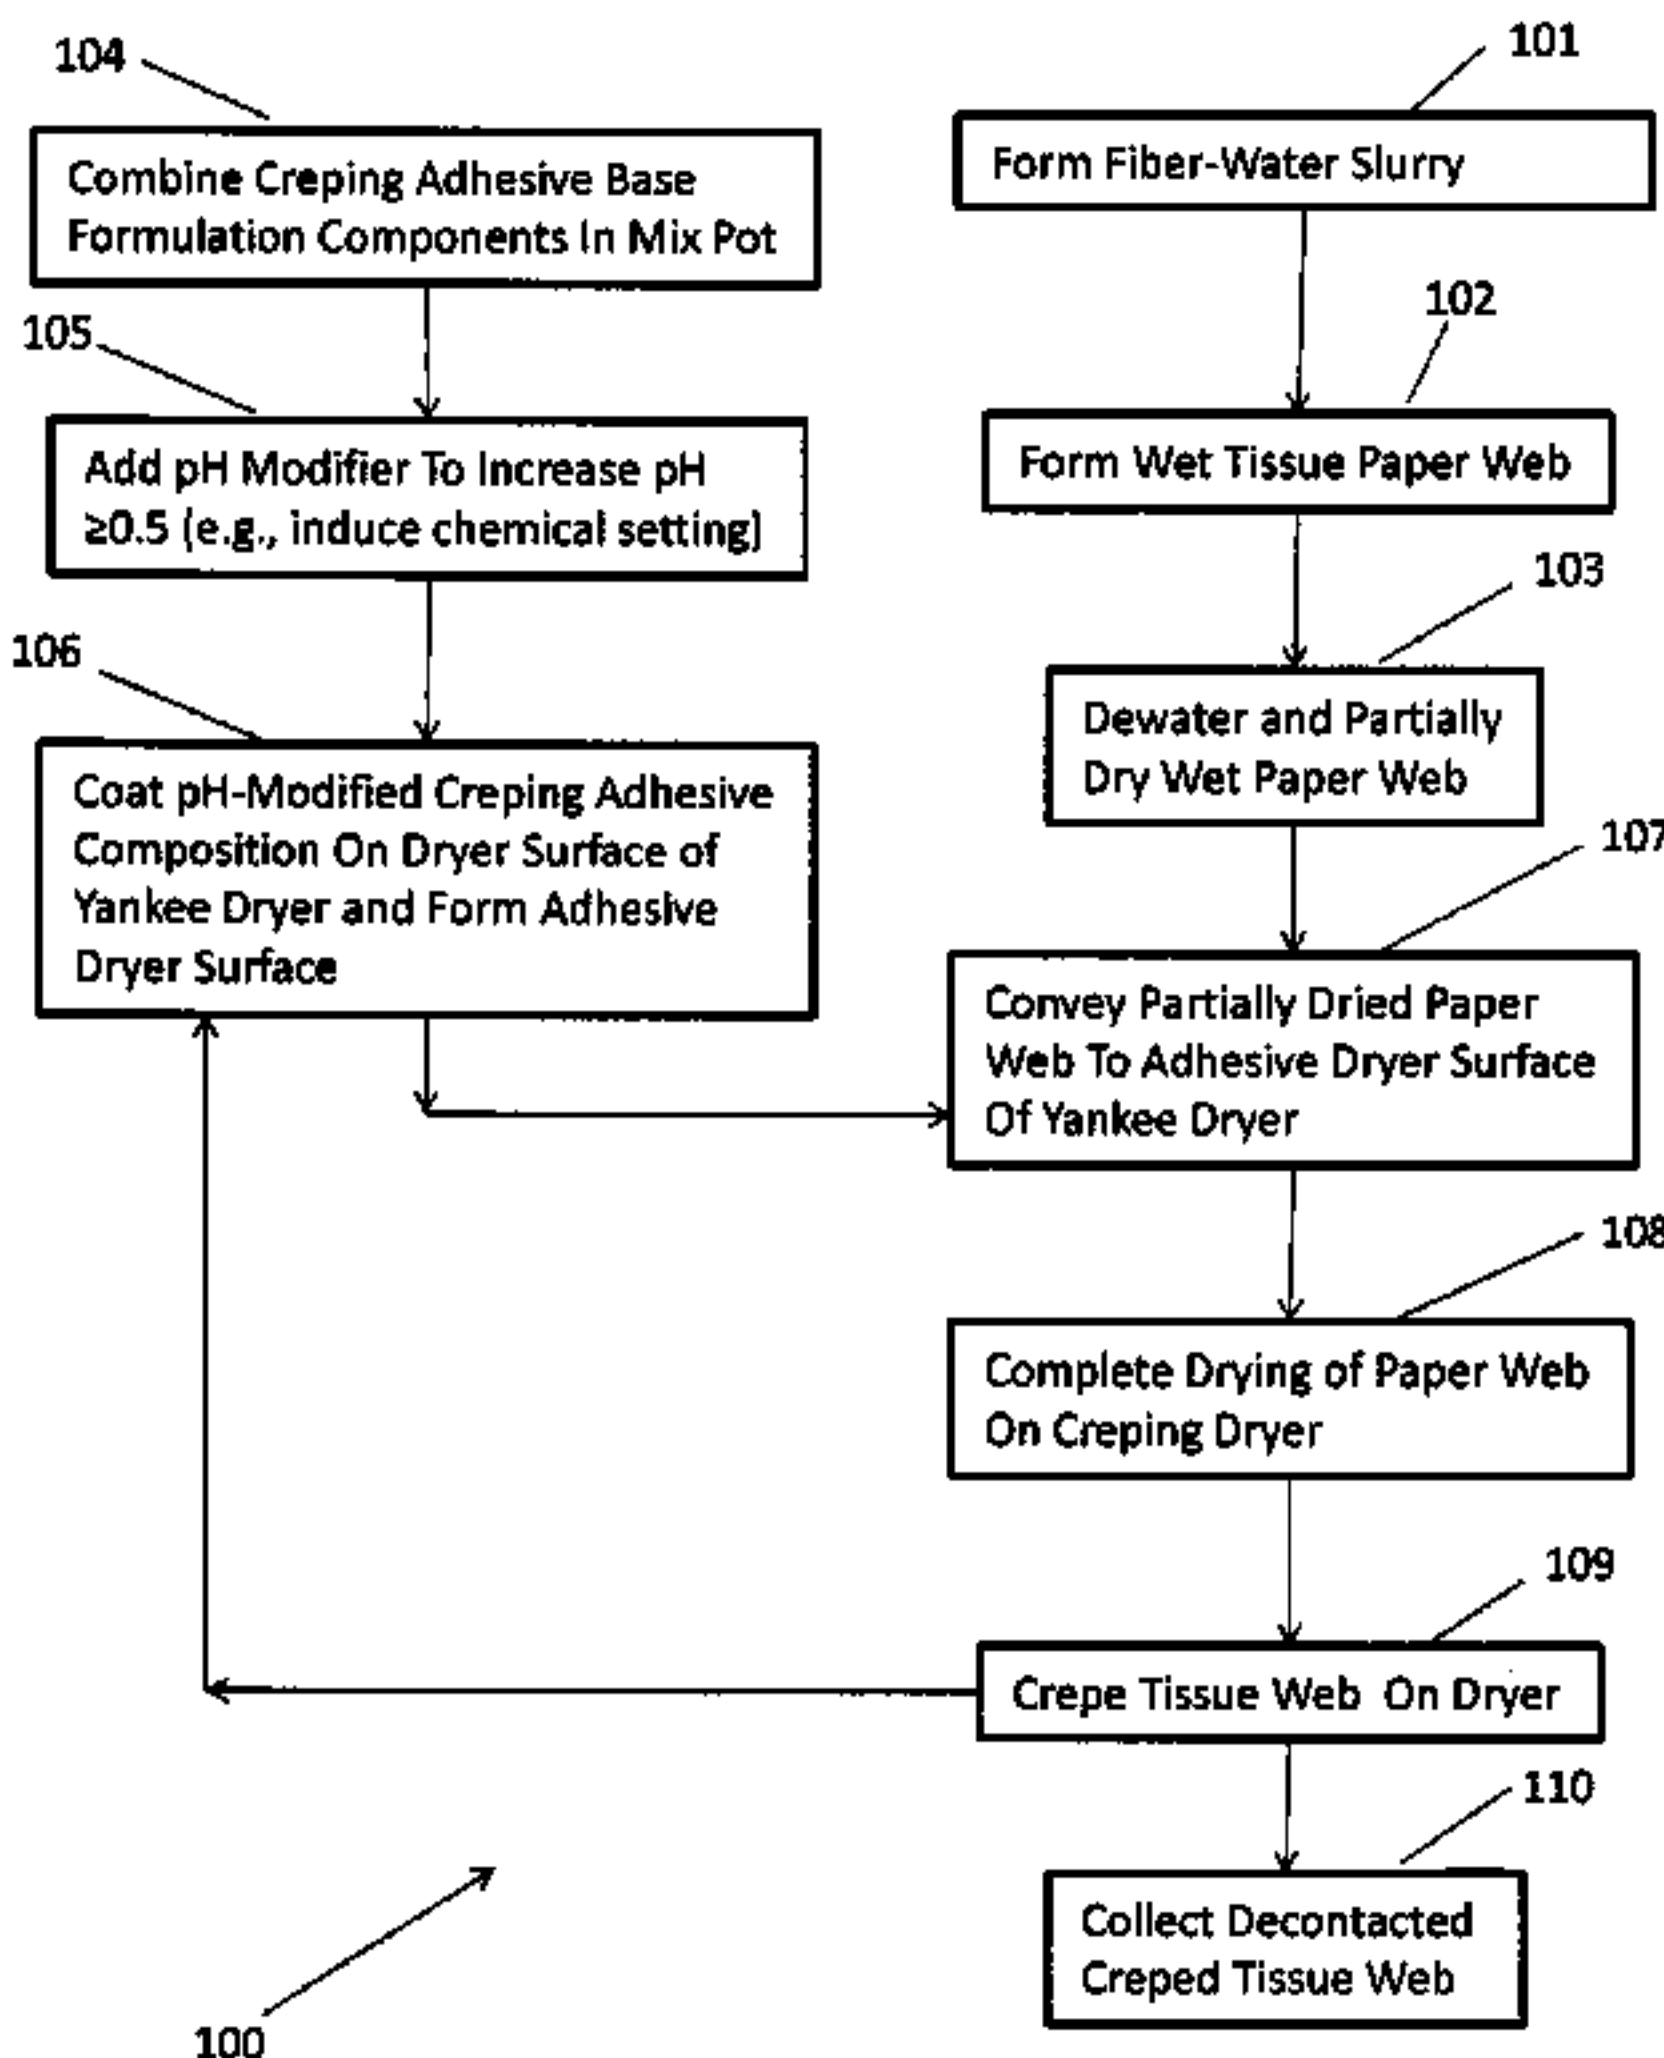 104
Combine Creping Adhesive Base
Formulation Components In Mix Pot
105
Add pH Modifier To Increase pH
≥0.5 (e.g., induce chemical setting)
106
Coat pH-Modified Creping Adhesive
Composition On Dryer Surface of
Yankee Dryer and Form Adhesive
Dryer Surface
101
Form Fiber-Water Slurry
102
Form Wet Tissue Paper Web
103
Dewater and Partially
Dry Wet Paper Web
107
Convey Partially Dried Paper
Web To Adhesive Dryer Surface
Of Yankee Dryer
108
Complete Drying of Paper Web
On Creping Dryer
109
Crepe Tissue Web On Dryer
110
Collect Decontacted
Creped Tissue Web
100